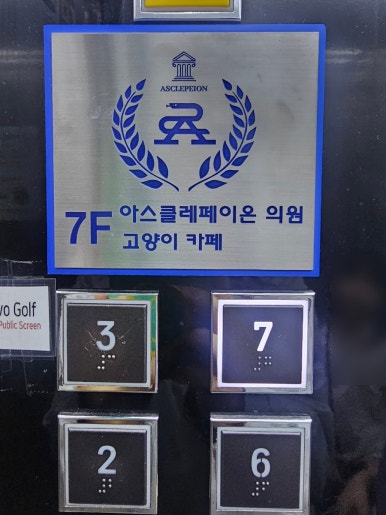 ASCLEPEION
7F 아스클레페이온 의원
고양이 카페
vo Golf
Public Screen
3
7
2
6